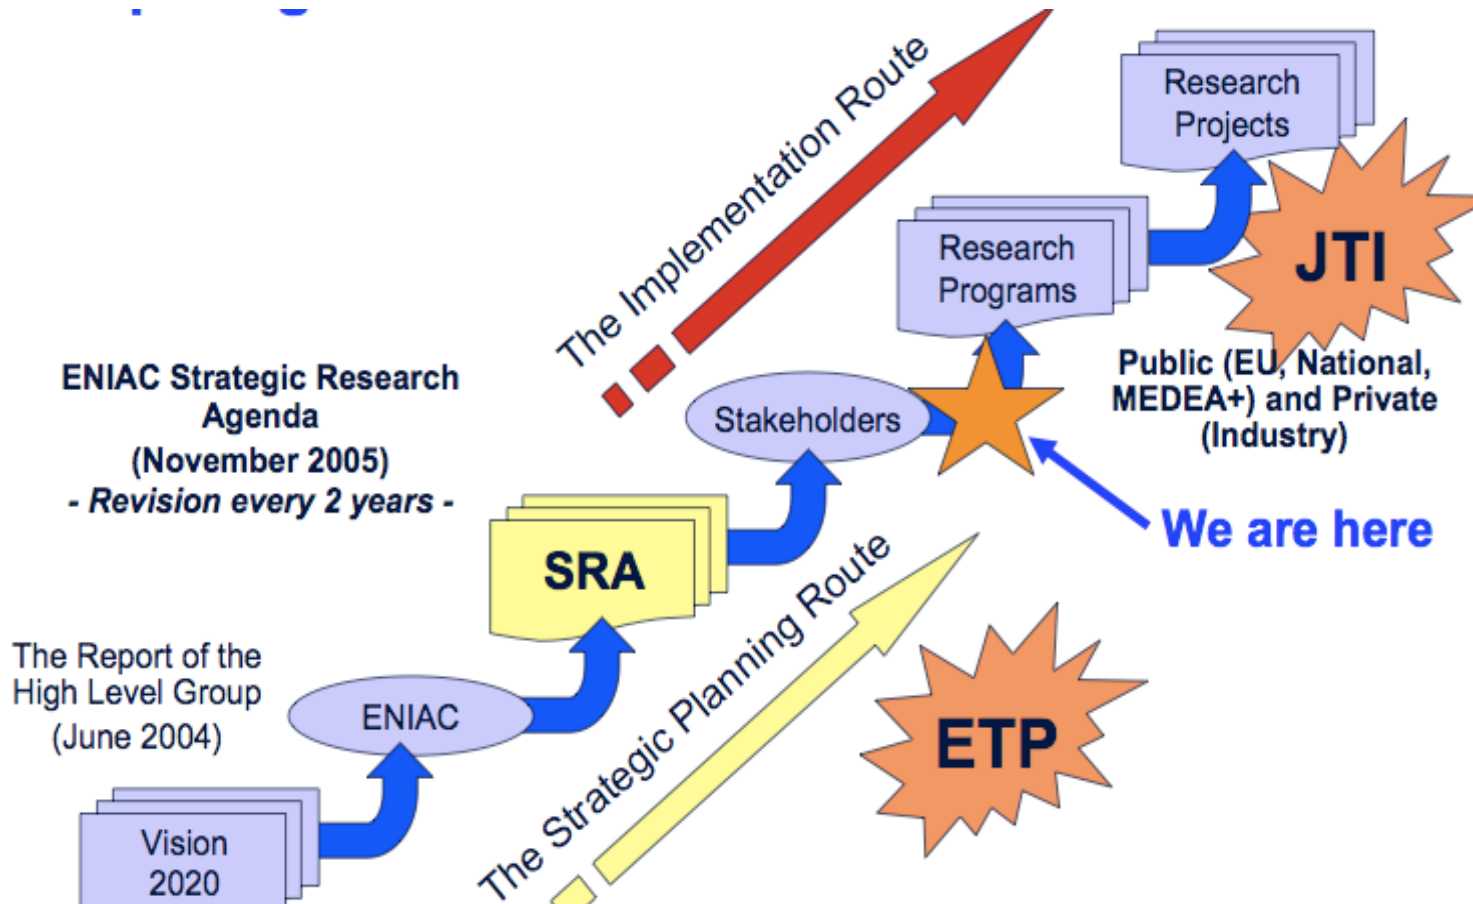 The Implementation Route
Research
Projects
JTI
Research
Programs
Public (EU, National,
MEDEA+) and Private
(Industry)
ENIAC Strategic Research
Agenda
(November 2005)
- Revision every 2 years -
Stakeholders
We are here
SRA
The Strategic Planning Route
The Report of the
High Level Group
(June 2004)
ENIAC
ETP
Vision
2020